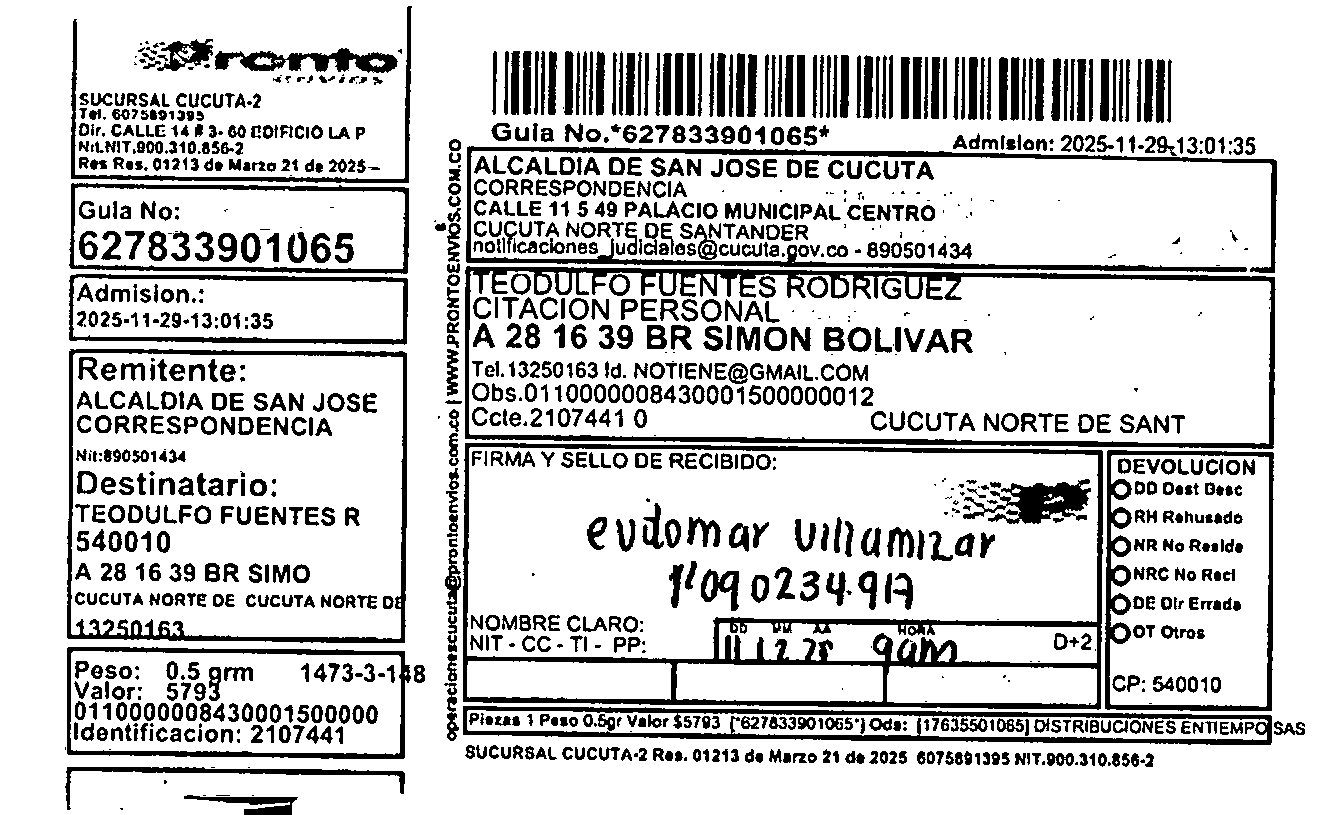 Pronto
envios
SUCURSAL CUCUTA-2
Tel. 6075891395
Dir. CALLE 14 # 3- 60 EDIFICIO LA P
Nit.NIT.900.310.856-2
Res Res. 01213 de Marzo 21 de 2025-
Guia No:
627833901065
Admision.:
2025-11-29-13:01:35
Remitente:
ALCALDIA DE SAN JOSE
CORRESPONDENCIA
Nit:890501434
Destinatario:
TEODULFO FUENTES R
540010
A 28 16 39 BR SIMO
CUCUTA NORTE DE CUCUTA NORTE DE
13250163
Peso: 0.5 grm 1473-3-148
Valor: 5793
0110000008430001500000
Identificacion: 2107441
operacionescucuta@prontoenvios.com.co | WWW.PRONTOENVIOS.COM.CO
Guia No.*627833901065*
Admision: 2025-11-29-13:01:35
ALCALDIA DE SAN JOSE DE CUCUTA
CORRESPONDENCIA
CALLE 11 5 49 PALACIO MUNICIPAL CENTRO
CUCUTA NORTE DE SANTANDER
notificaciones_judiciales@cucuta.gov.co - 890501434
TEODULFO FUENTES RODRIGUEZ
CITACION PERSONAL
A 28 16 39 BR SIMON BOLIVAR
Tel.13250163 Id. NOTIENE@GMAIL.COM
Obs.0110000008430001500000012
Ccte.2107441 0 CUCUTA NORTE DE SANT
FIRMA Y SELLO DE RECIBIDO:
eudomar villamizar
1'090234.917
NOMBRE CLARO:
NIT - CC - TI - PP:
DD MM AA HORA
11 12 25 9am
D+2
DEVOLUCION
DD Dest Desc
RH Rehusado
NR No Reside
NRC No Recl
DE Dir Errada
OT Otros
CP: 540010
Piezas 1 Peso 0.5gr Valor $5793 [*627833901065*] Ods: [17635501065] DISTRIBUCIONES ENTIEMPO SAS
SUCURSAL CUCUTA-2 Res. 01213 de Marzo 21 de 2025 6075891395 NIT.900.310.856-2